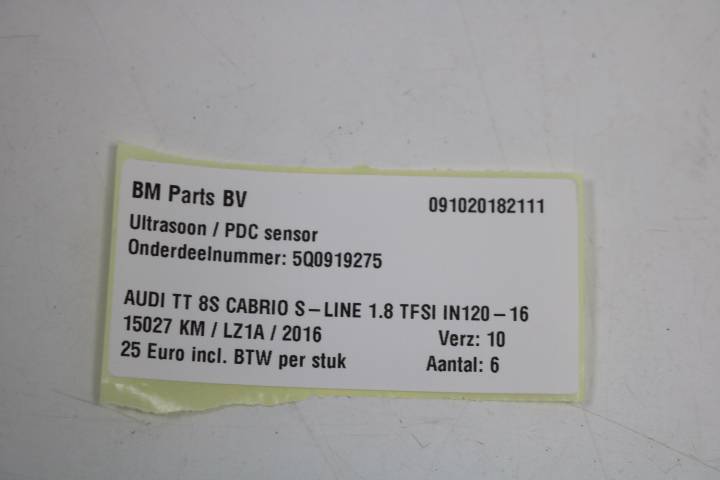 BM Parts BV 091020182111
Ultrasoon / PDC sensor
Onderdeelnummer: 5Q0919275
AUDI TT 8S CABRIO S-LINE 1.8 TFSI IN120-16
15027 KM / LZ1A / 2016 Verz: 10
25 Euro incl. BTW per stuk Aantal: 6